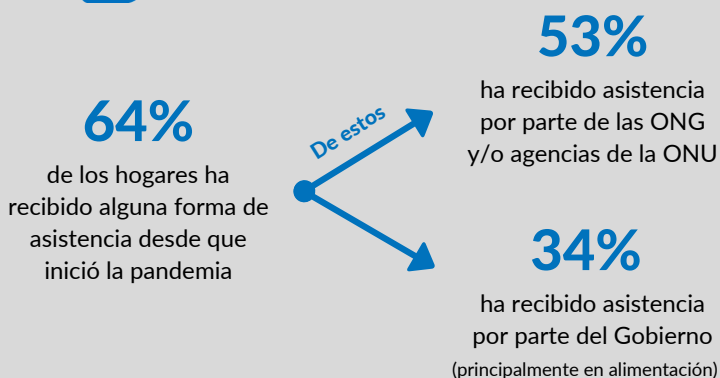 64%
de los hogares ha
recibido alguna forma de
asistencia desde que
inició la pandemia
De estos
53%
ha recibido asistencia
por parte de las ONG
y/o agencias de la ONU
34%
ha recibido asistencia
por parte del Gobierno
(principalmente en alimentación)